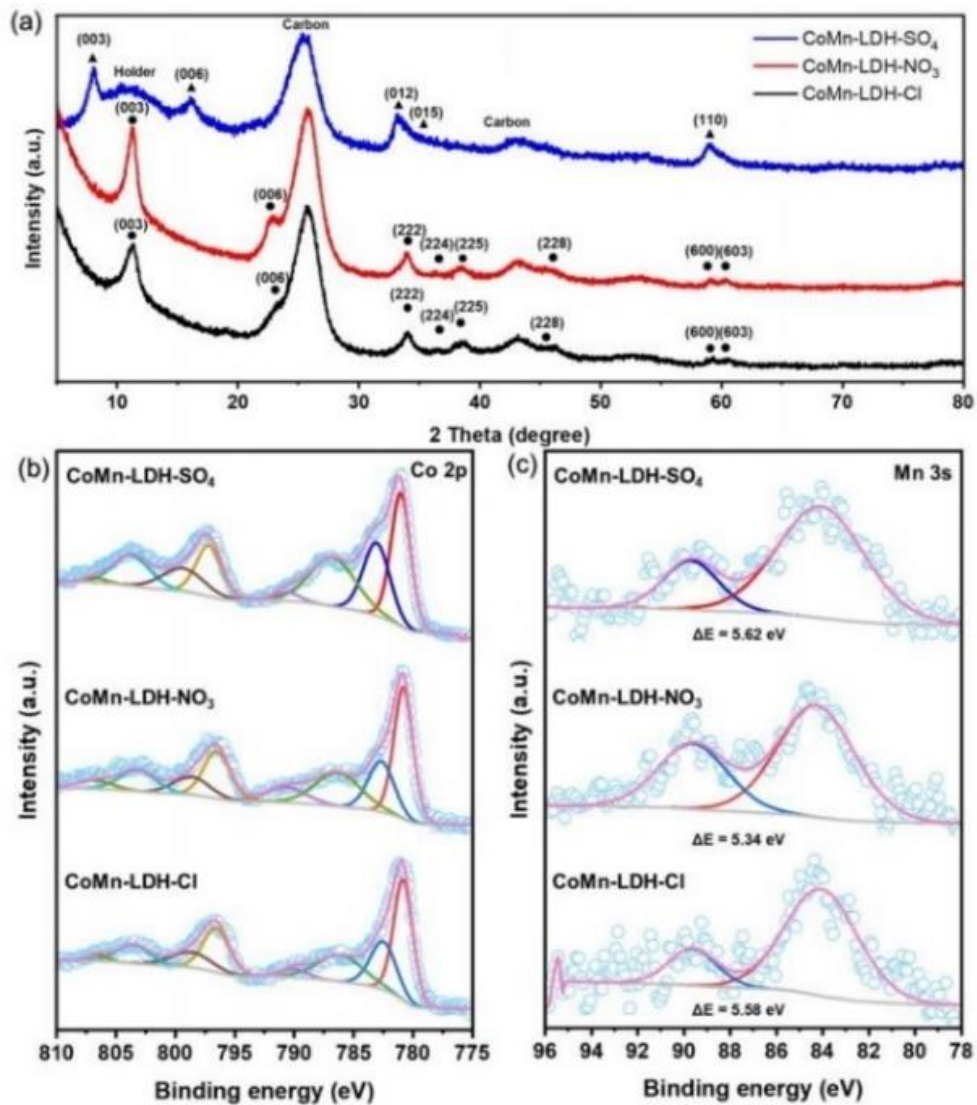 (a)
Carbon
(003)
Holder
(006)
(012)
(015)
Carbon
(110)
CoMn-LDH-SO₄
CoMn-LDH-NO₃
CoMn-LDH-Cl
(003)
(006)
(222)
(224)
(225)
(228)
(600)
(603)
(003)
(006)
(222)
(224)
(225)
(228)
(600)
(603)
Intensity (a.u.)
10 20 30 40 50 60 70 80
2 Theta (degree)
(b)
CoMn-LDH-SO₄
Co 2p
CoMn-LDH-NO₃
CoMn-LDH-Cl
Intensity (a.u.)
810 805 800 795 790 785 780 775
Binding energy (eV)
(c)
CoMn-LDH-SO₄
Mn 3s
ΔE = 5.62 eV
CoMn-LDH-NO₃
ΔE = 5.34 eV
CoMn-LDH-Cl
ΔE = 5.58 eV
Intensity (a.u.)
96 94 92 90 88 86 84 82 80 78
Binding energy (eV)